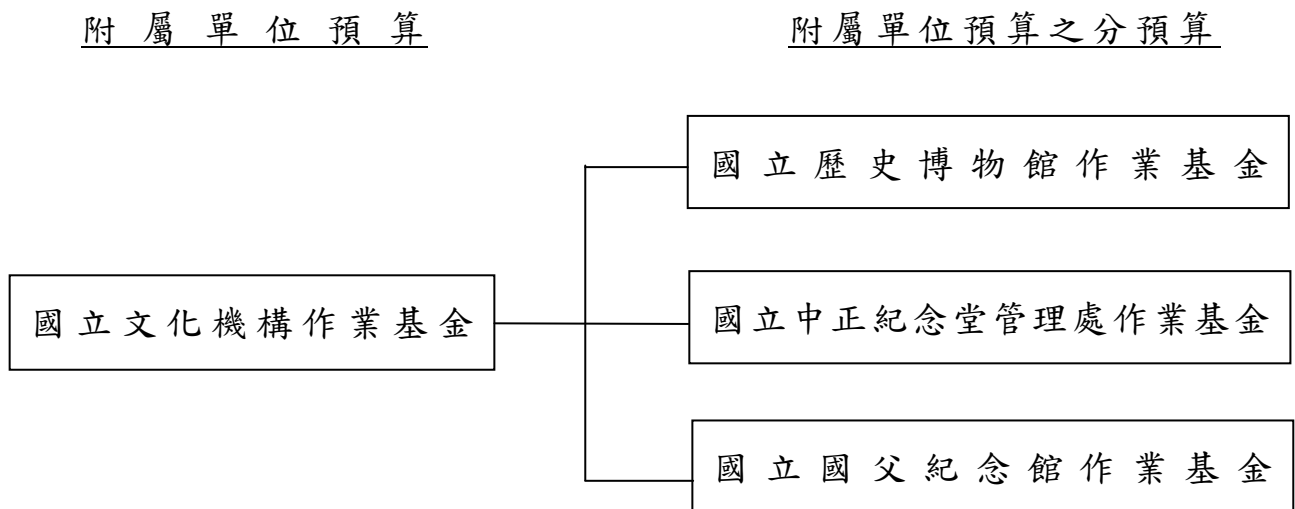 附屬單位預算
附屬單位預算之分預算
國立歷史博物館作業基金
國立文化機構作業基金
國立中正紀念堂管理處作業基金
國立國父紀念館作業基金